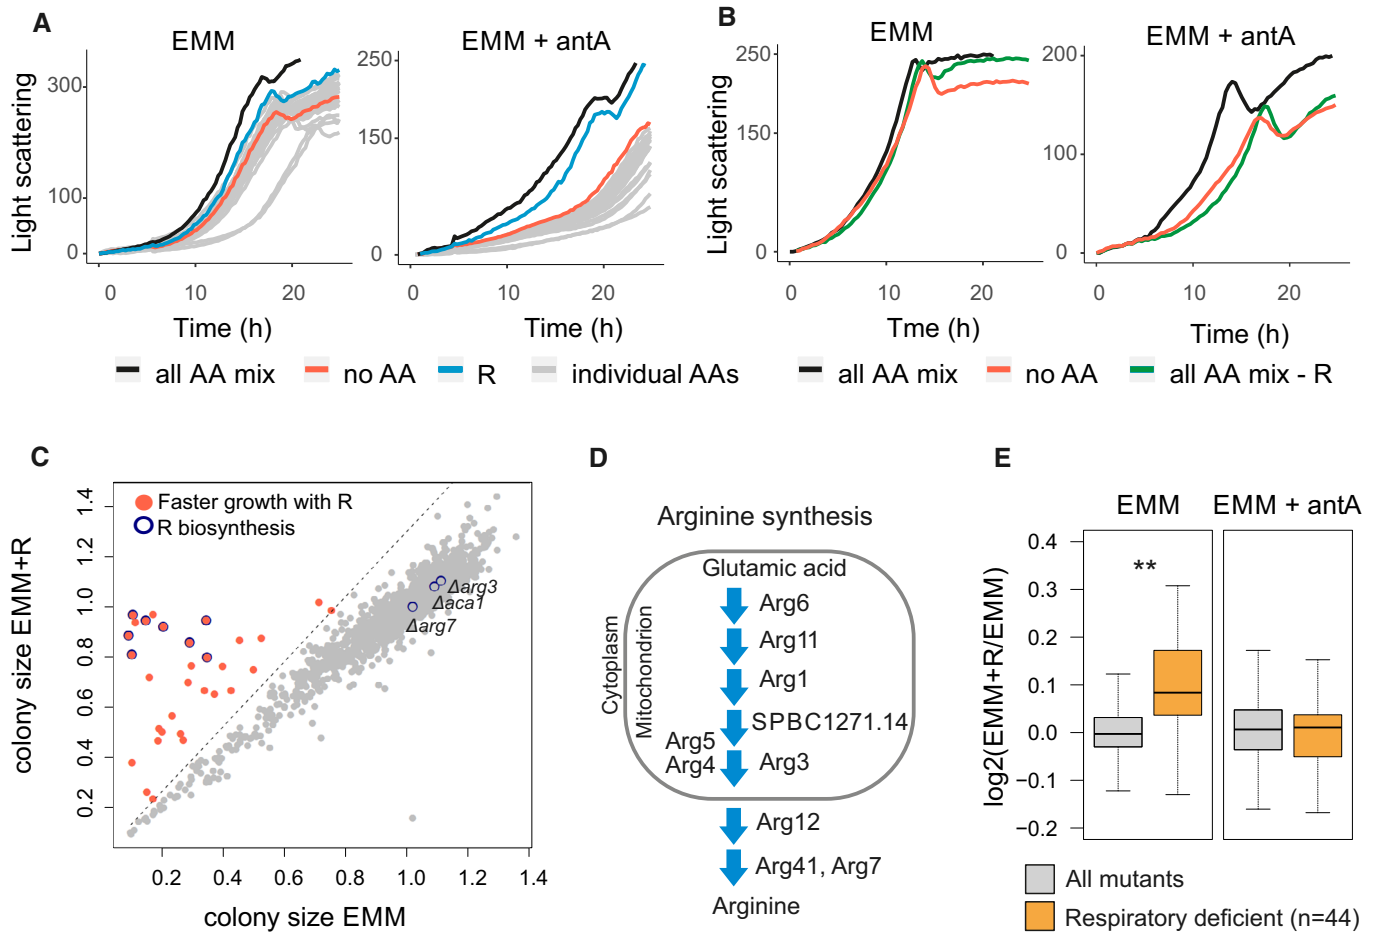 A
EMM
EMM + antA
Light scattering
300
100
0
250
150
0
0
10
20
0
10
20
Time (h)
Time (h)
all AA mix
no AA
R
individual AAs
B
EMM
EMM + antA
Light scattering
250
150
0
200
100
0
0
10
20
0
10
20
Tme (h)
Time (h)
all AA mix
no AA
all AA mix - R
C
Faster growth with R
R biosynthesis
Δarg3
Δaca1
Δarg7
colony size EMM+R
1.4
1.2
1.0
0.8
0.6
0.4
0.2
0.2
0.4
0.6
0.8
1.0
1.2
1.4
colony size EMM
D
Arginine synthesis
Cytoplasm
Mitochondrion
Glutamic acid
Arg6
Arg11
Arg1
SPBC1271.14
Arg5
Arg4
Arg3
Arg12
Arg41, Arg7
Arginine
E
EMM
EMM + antA
log2(EMM+R/EMM)
0.4
0.3
0.2
0.1
0.0
−0.1
−0.2
**
All mutants
Respiratory deficient (n=44)